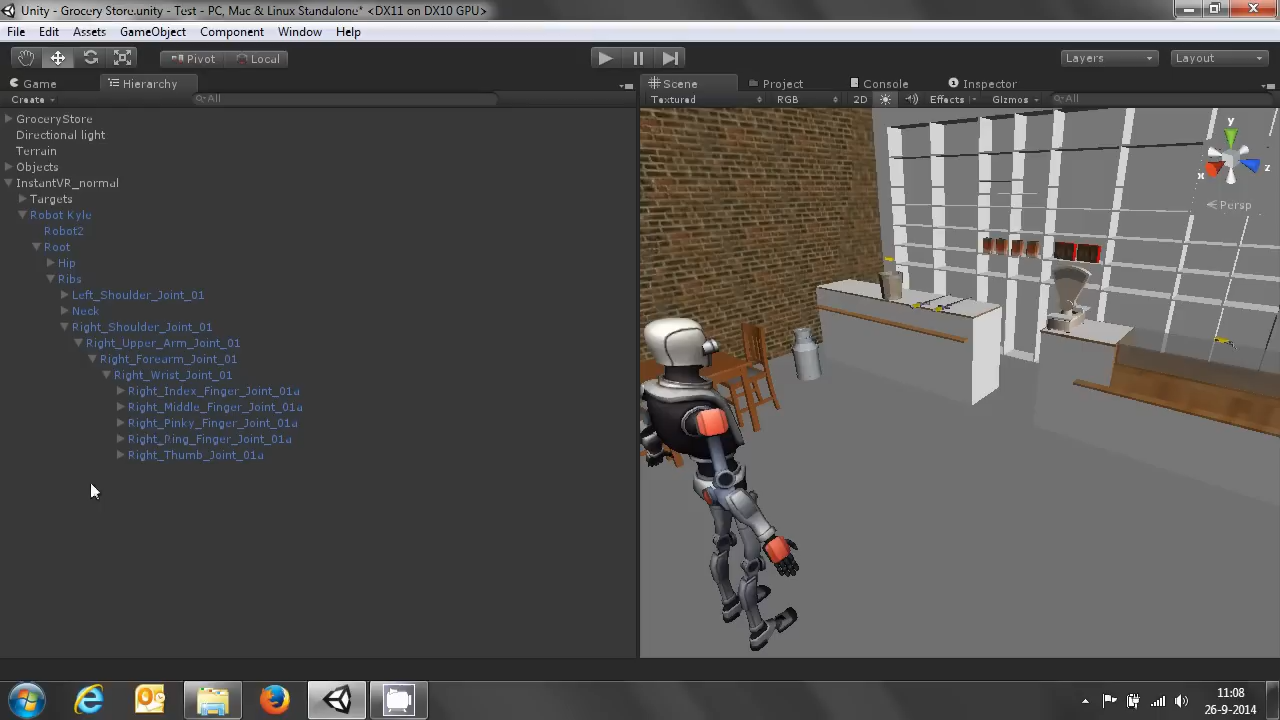 Unity - Grocery Store.unity - Test - PC, Mac & Linux Standalone* <DX11 on DX10 GPU>
File Edit Assets GameObject Component Window Help
Pivot Local Layers Layout
Game Hierarchy Scene Project Console Inspector
Create All Textured RGB 2D Effects Gizmos All
GroceryStore
Directional light
Terrain
Objects
InstantVR_normal
Targets
Robot Kyle
Robot2
Root
Hip
Ribs
Left_Shoulder_Joint_01
Neck
Right_Shoulder_Joint_01
Right_Upper_Arm_Joint_01
Right_Forearm_Joint_01
Right_Wrist_Joint_01
Right_Index_Finger_Joint_01a
Right_Middle_Finger_Joint_01a
Right_Pinky_Finger_Joint_01a
Right_Ring_Finger_Joint_01a
Right_Thumb_Joint_01a
y
x z
Persp
11:08
26-9-2014